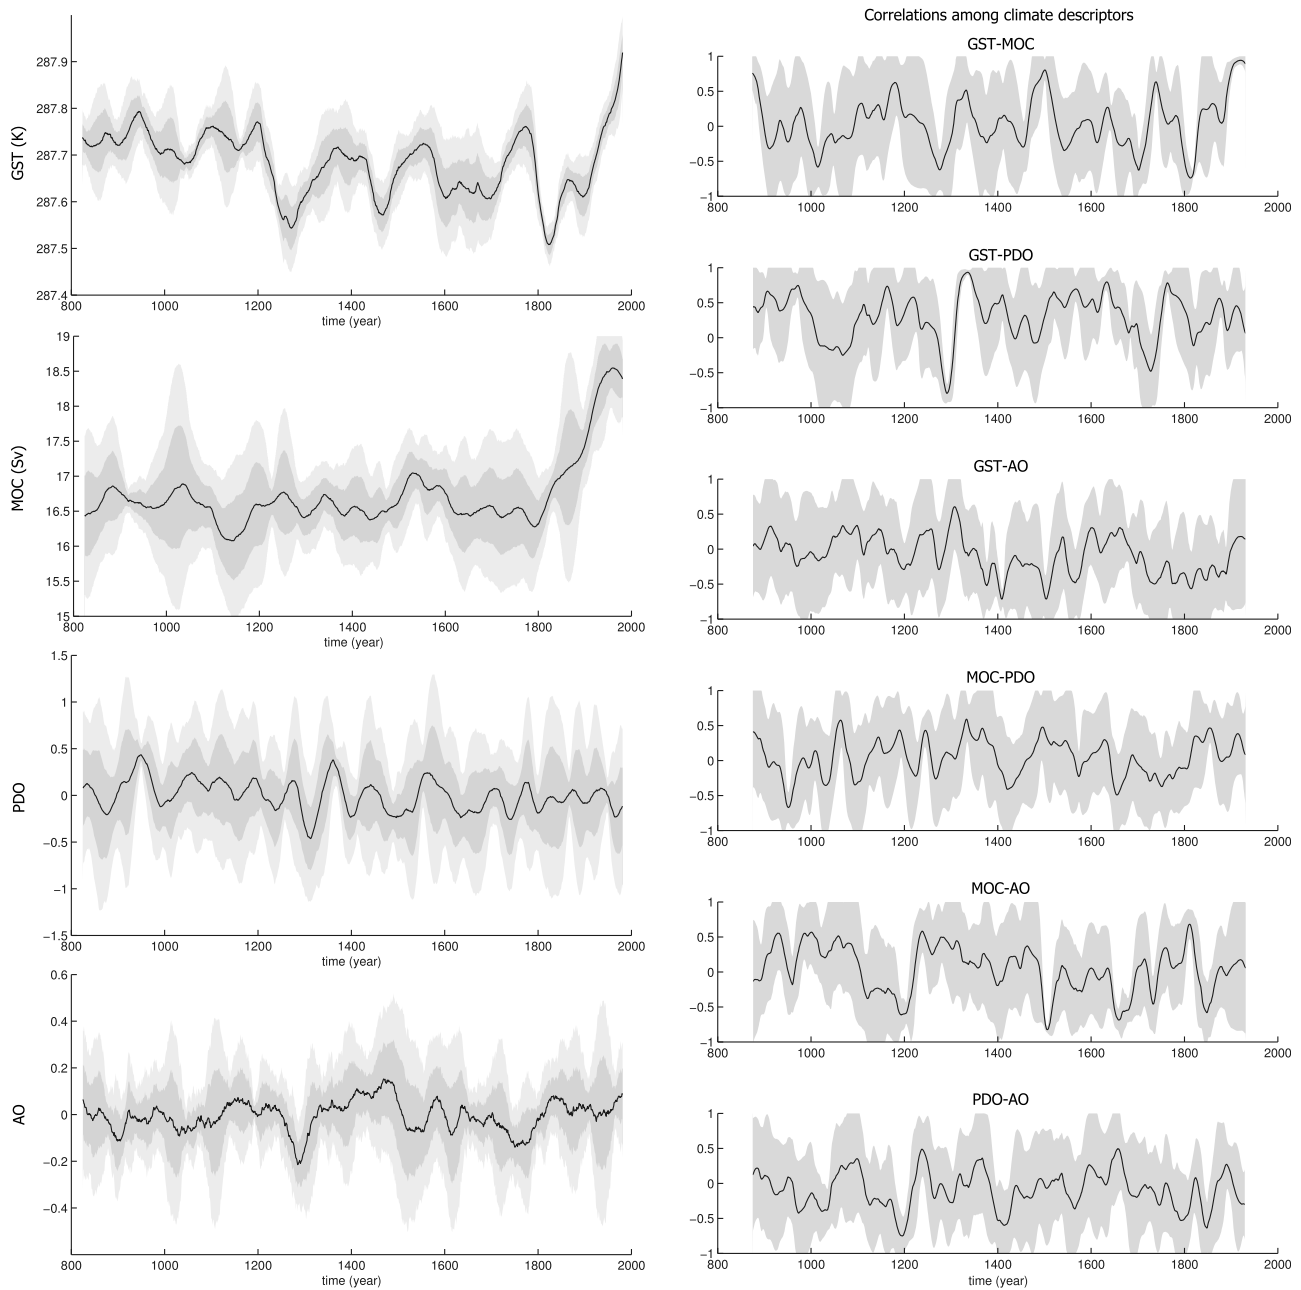 GST (K)
287.9
287.8
287.7
287.6
287.5
287.4
800 1000 1200 1400 1600 1800 2000
time (year)
MOC (Sv)
19
18.5
18
17.5
17
16.5
16
15.5
15
800 1000 1200 1400 1600 1800 2000
time (year)
PDO
1.5
1
0.5
0
−0.5
−1
−1.5
800 1000 1200 1400 1600 1800 2000
time (year)
AO
0.6
0.4
0.2
0
−0.2
−0.4
800 1000 1200 1400 1600 1800 2000
time (year)
Correlations among climate descriptors
GST-MOC
1
0.5
0
−0.5
−1
800 1000 1200 1400 1600 1800 2000
GST-PDO
1
0.5
0
−0.5
−1
800 1000 1200 1400 1600 1800 2000
GST-AO
1
0.5
0
−0.5
−1
800 1000 1200 1400 1600 1800 2000
MOC-PDO
1
0.5
0
−0.5
−1
800 1000 1200 1400 1600 1800 2000
MOC-AO
1
0.5
0
−0.5
−1
800 1000 1200 1400 1600 1800 2000
PDO-AO
1
0.5
0
−0.5
−1
800 1000 1200 1400 1600 1800 2000
time (year)